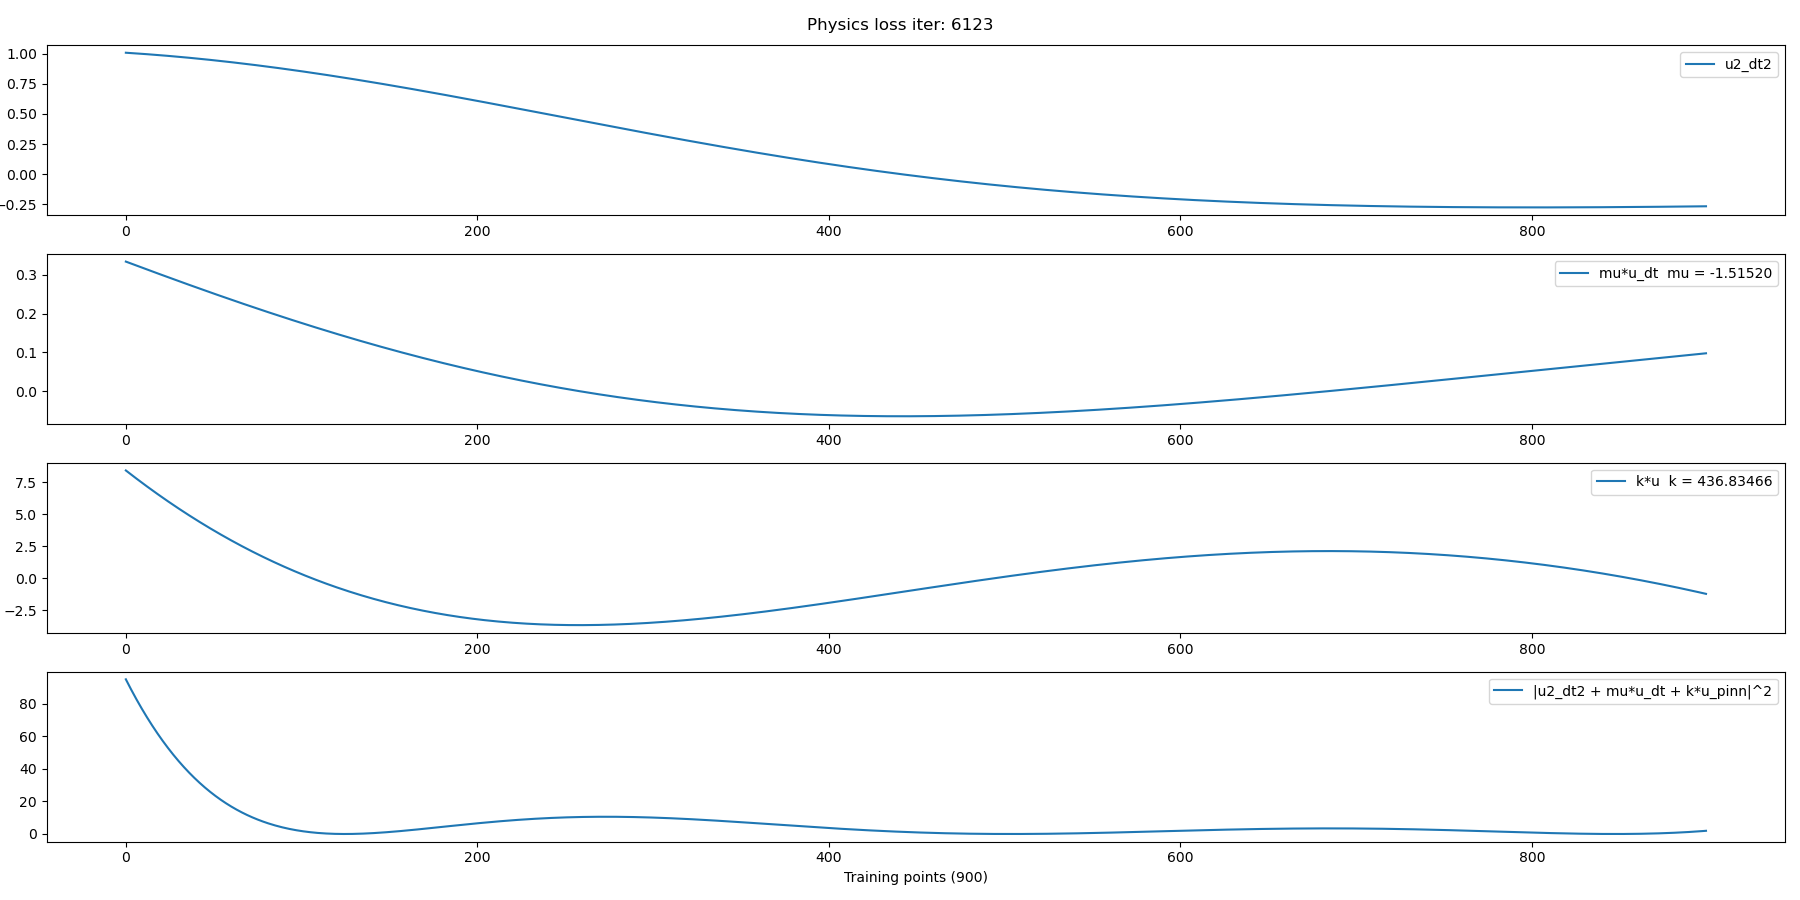 Physics loss iter: 6123
1.00
0.75
0.50
0.25
0.00
−0.25
u2_dt2
0 200 400 600 800
0.3
0.2
0.1
0.0
mu*u_dt  mu = -1.51520
0 200 400 600 800
7.5
5.0
2.5
0.0
−2.5
k*u  k = 436.83466
0 200 400 600 800
80
60
40
20
0
|u2_dt2 + mu*u_dt + k*u_pinn|^2
0 200 400 600 800
Training points (900)